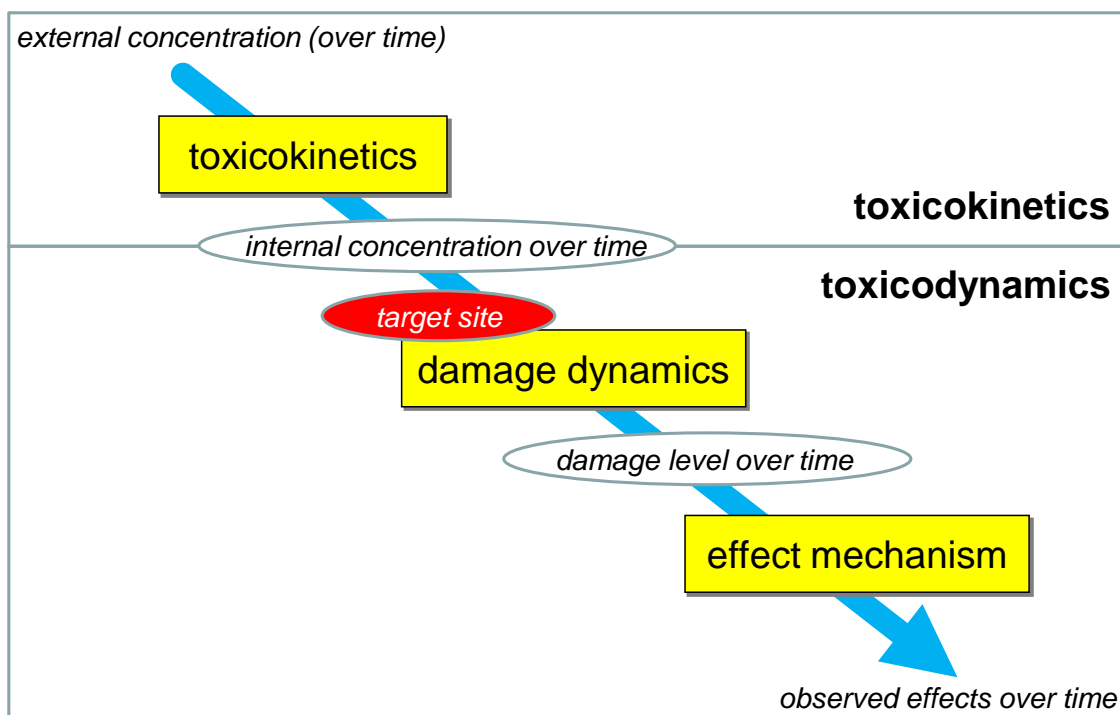 external concentration (over time)
toxicokinetics
toxicokinetics
internal concentration over time
toxicodynamics
target site
damage dynamics
damage level over time
effect mechanism
observed effects over time